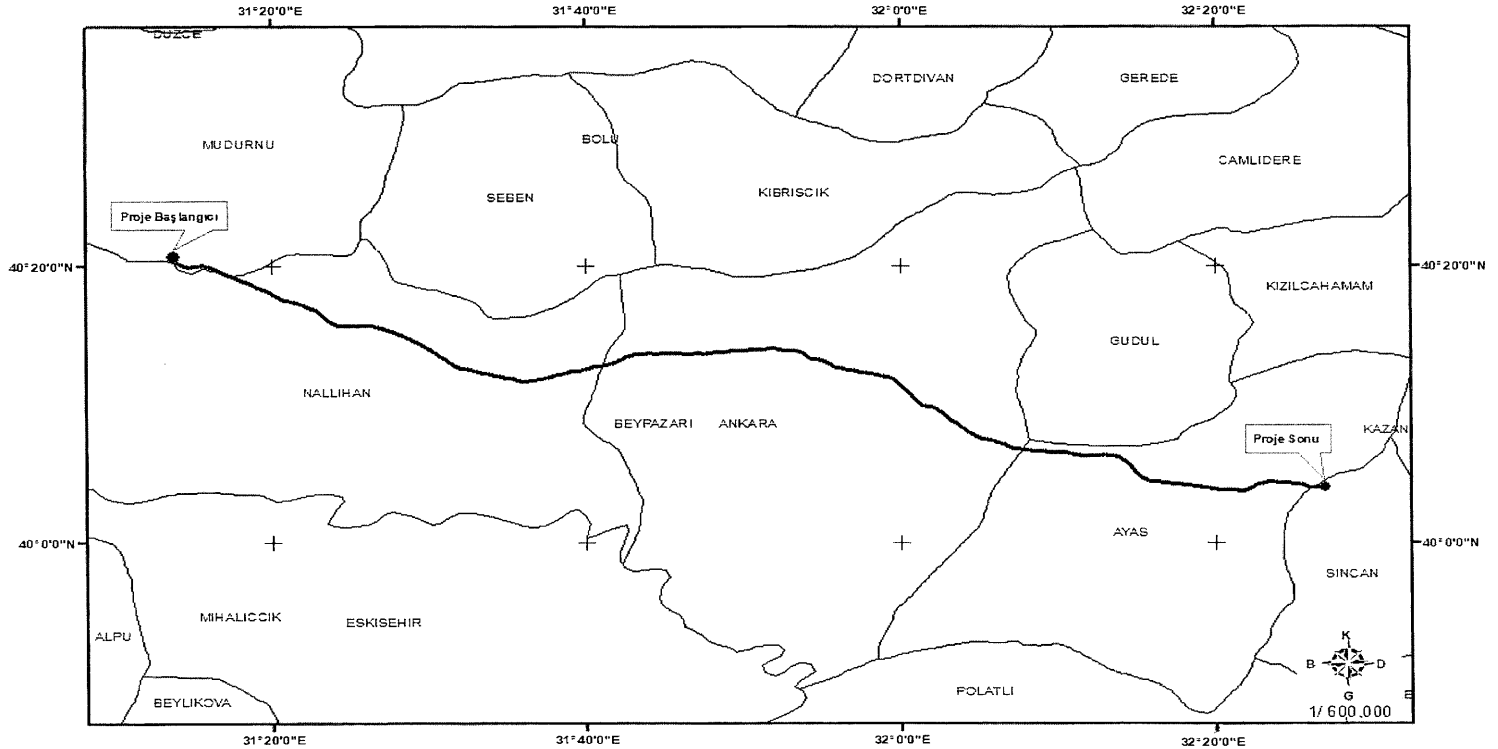 31°20'0"E
31°40'0"E
32°0'0"E
32°20'0"E
DUZCE
DORTDIVAN
GEREDE
MUDURNU
BOLU
CAMLIDERE
SEBEN
KIBRISCIK
Proje Başlangıcı
40°20'0"N
40°20'0"N
KIZILCAHAMAM
GUDUL
NALLIHAN
BEYPAZARI
ANKARA
KAZAN
Proje Sonu
AYAS
40°0'0"N
40°0'0"N
SINCAN
MIHALICCIK
ESKISEHIR
ALPU
K
B
D
G
POLATLI
BEYLIKOVA
1/ 600,000
31°20'0"E
31°40'0"E
32°0'0"E
32°20'0"E